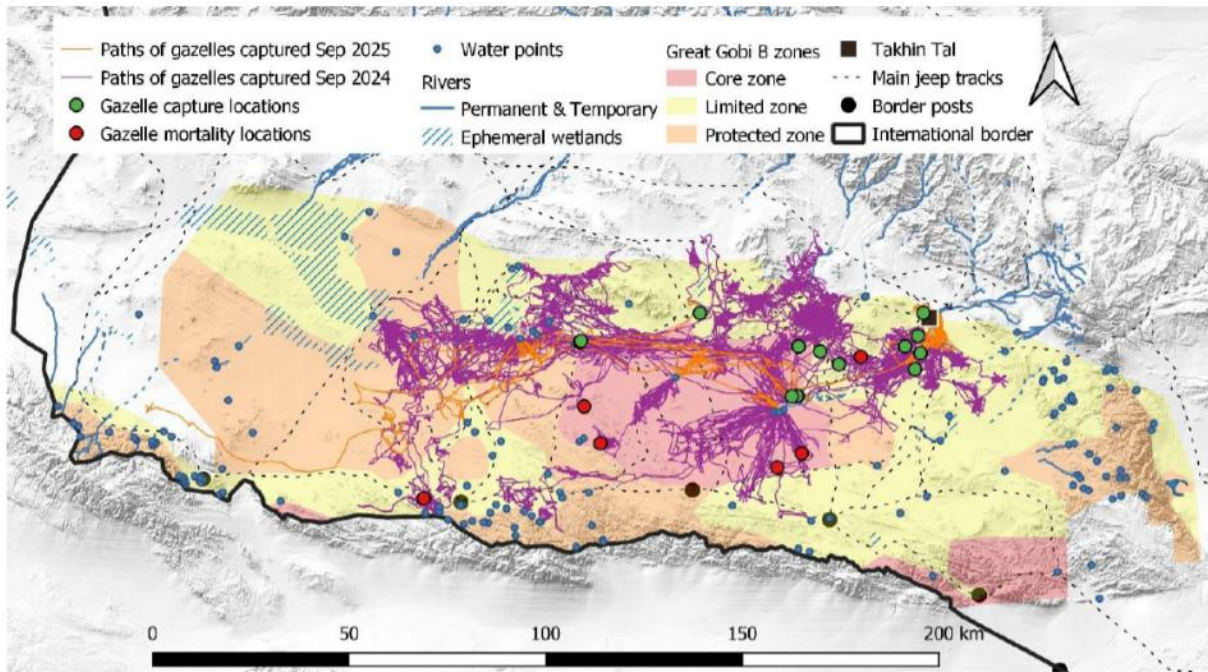 Paths of gazelles captured Sep 2025
Paths of gazelles captured Sep 2024
Gazelle capture locations
Gazelle mortality locations
Water points
Rivers
Permanent & Temporary
Ephemeral wetlands
Great Gobi B zones
Core zone
Limited zone
Protected zone
Takhin Tal
Main jeep tracks
Border posts
International border
0 50 100 150 200 km